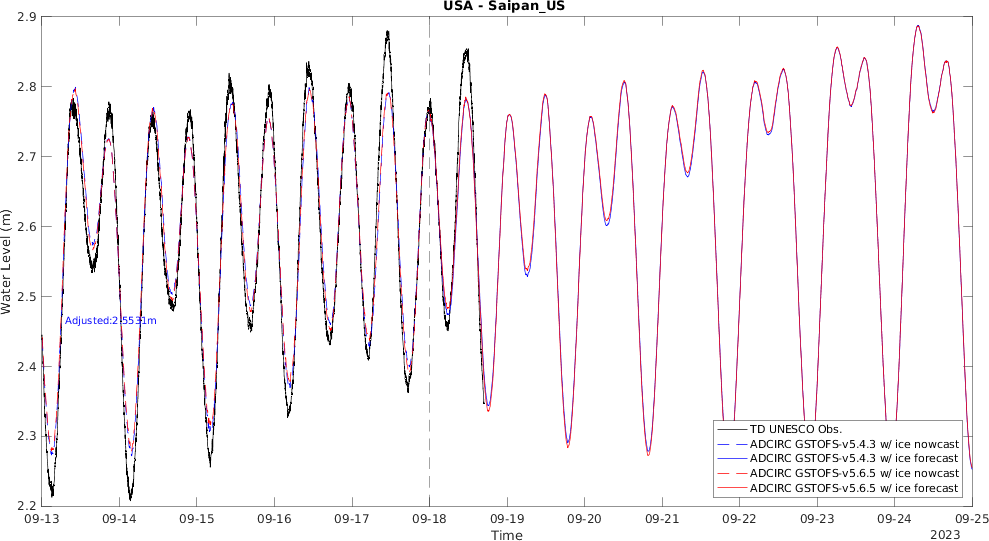 USA - Saipan_US
Water Level (m)
2.9
2.8
2.7
2.6
2.5
2.4
2.3
2.2
Adjusted:2.5531m
TD UNESCO Obs.
ADCIRC GSTOFS-v5.4.3 w/ ice nowcast
ADCIRC GSTOFS-v5.4.3 w/ ice forecast
ADCIRC GSTOFS-v5.6.5 w/ ice nowcast
ADCIRC GSTOFS-v5.6.5 w/ ice forecast
09-13 09-14 09-15 09-16 09-17 09-18 09-19 09-20 09-21 09-22 09-23 09-24 09-25
Time
2023